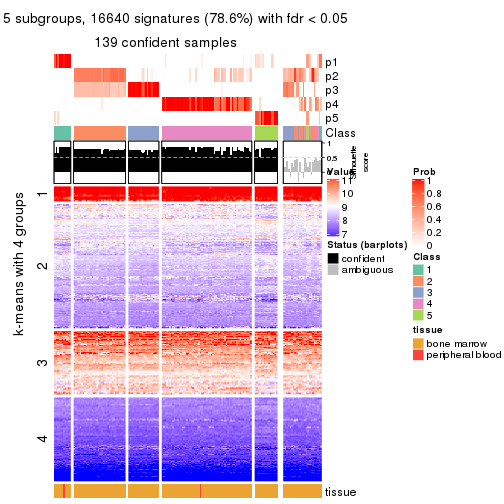 5 subgroups, 16640 signatures (78.6%) with fdr < 0.05
139 confident samples
p1
p2
p3
p4
p5
Class
1
0.5
0
Silhouette
score
k-means with 4 groups
1
2
3
4
tissue
Value
11
10
9
8
7
Status (barplots)
confident
ambiguous
Prob
1
0.8
0.6
0.4
0.2
0
Class
1
2
3
4
5
tissue
bone marrow
peripheral blood